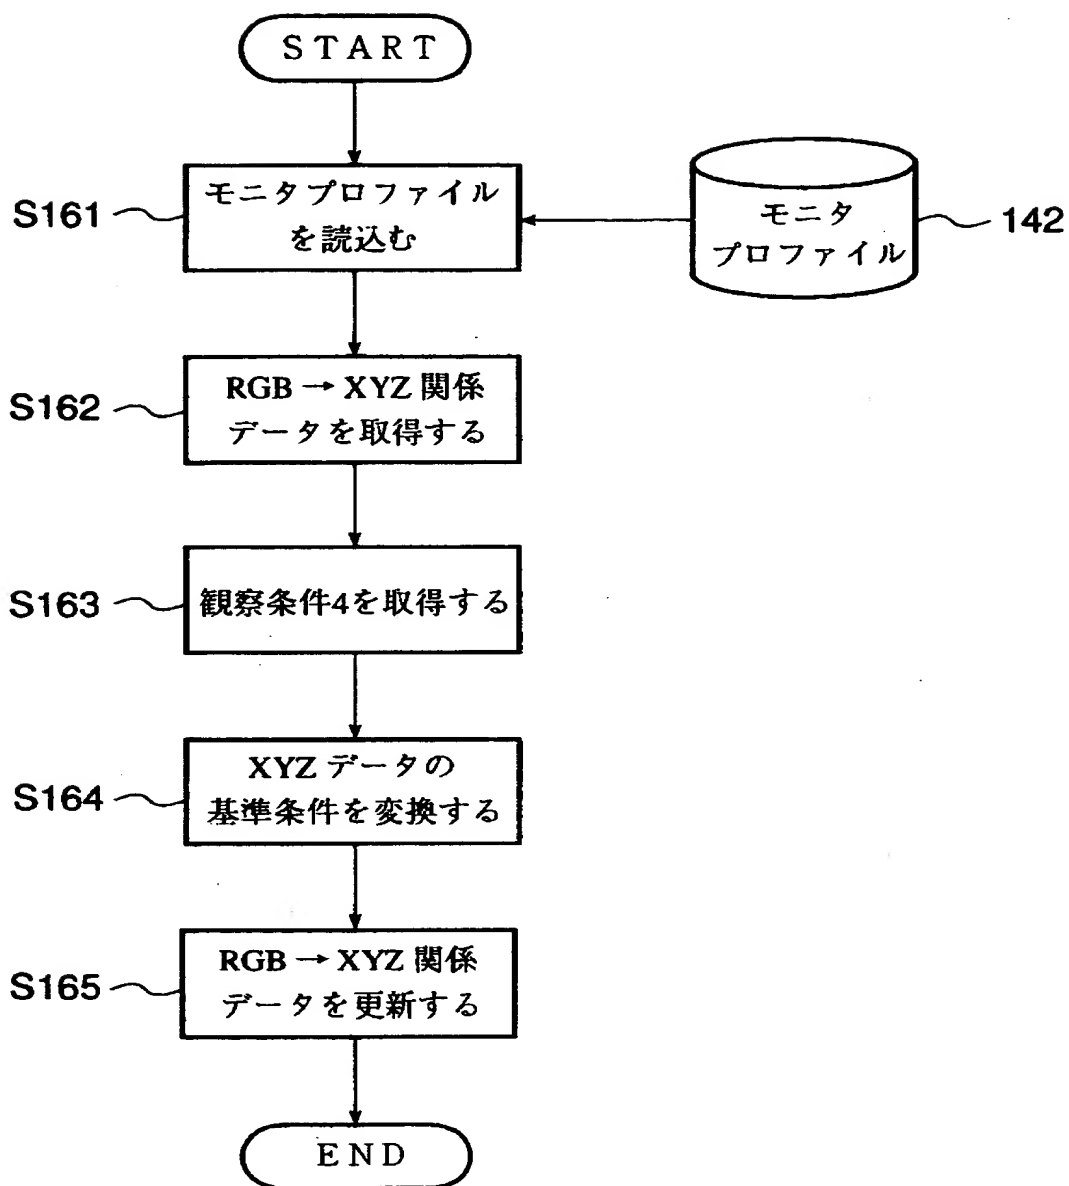 START
S161
モニタプロファイル
を読込む
モニタ
プロファイル
142
S162
RGB → XYZ 関係
データを取得する
S163
観察条件4を取得する
S164
XYZ データの
基準条件を変換する
S165
RGB → XYZ 関係
データを更新する
END